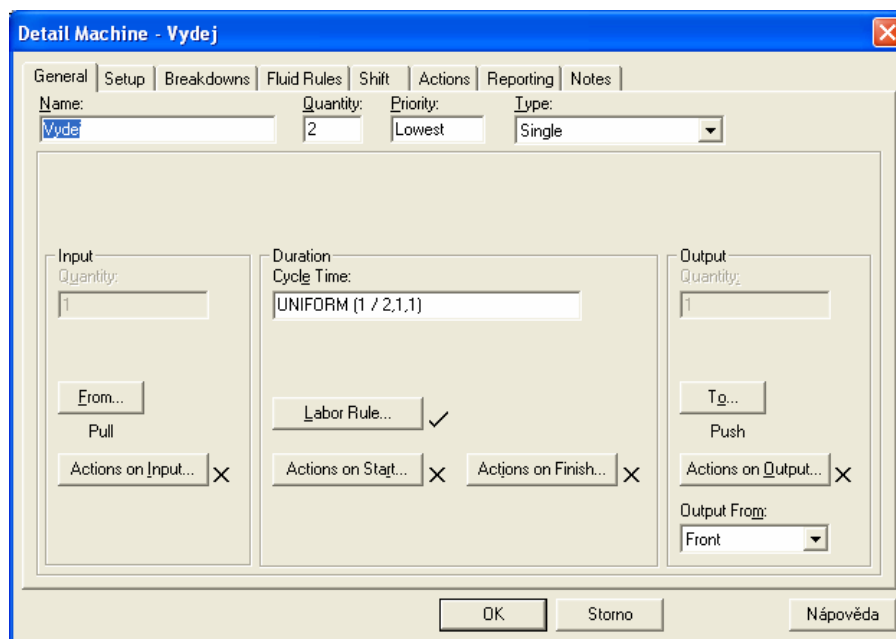 Detail Machine - Vydej
General Setup Breakdowns Fluid Rules Shift Actions Reporting Notes
Name: Quantity: Priority: Type:
Vydej 2 Lowest Single
Input Duration Output
Quantity: Cycle Time: Quantity:
1 UNIFORM (1 / 2,1,1) 1
From... Labor Rule... To...
Pull Push
Actions on Input... Actions on Start... Actions on Finish... Actions on Output...
Output From:
Front
OK Storno Nápověda